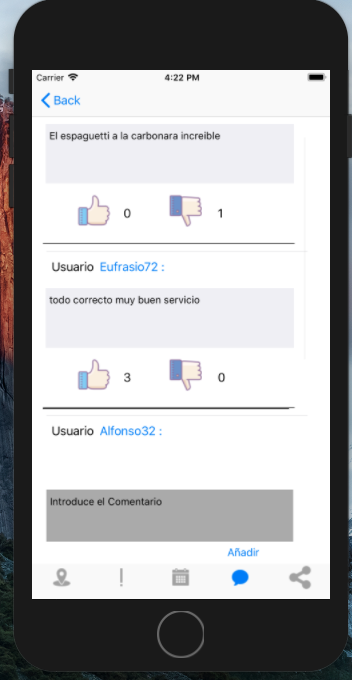 Carrier 4:22 PM
Back
El espaguetti a la carbonara increible
0 1
Usuario Eufrasio72 :
todo correcto muy buen servicio
3 0
Usuario Alfonso32 :
Introduce el Comentario
Añadir